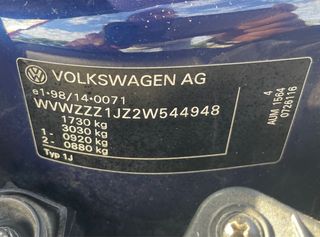 VOLKSWAGEN AG
e1*98/14*0071
WVWZZZ1JZ2W544948
1730 kg
3030 kg
1 - 0920 kg
2 - 0880 kg
Typ 1J
4
AUM 1564
0726116